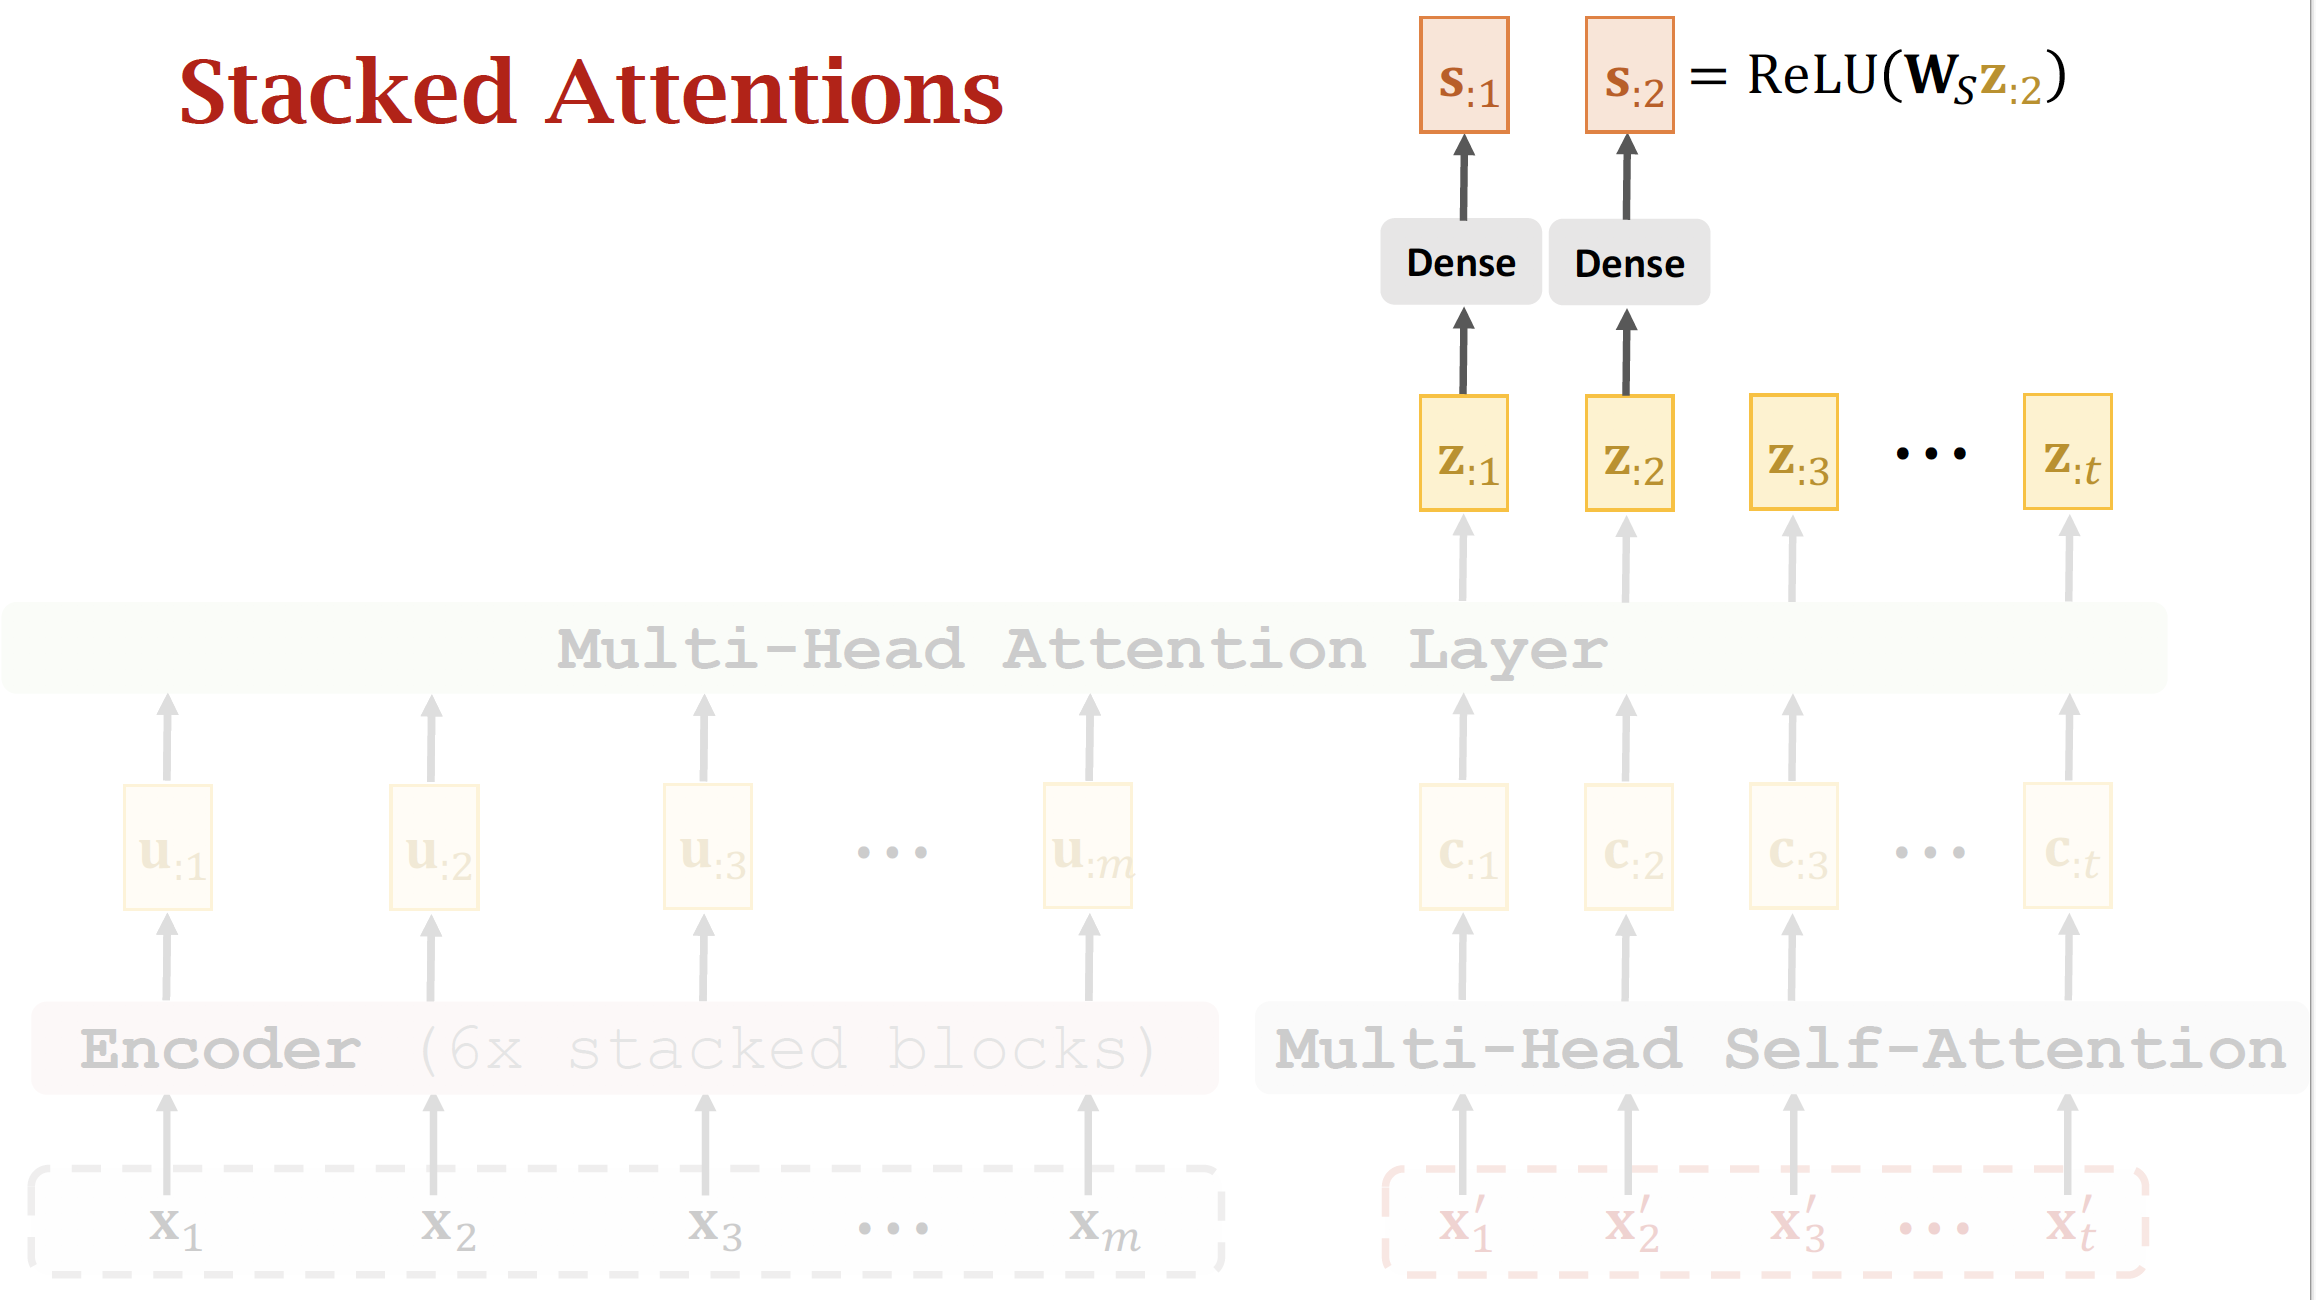 Stacked Attentions
s:1 s:2 = ReLU(W_S z:2)
Dense Dense
z:1 z:2 z:3 ··· z:t
Multi-Head Attention Layer
u:1 u:2 u:3 ··· u:m c:1 c:2 c:3 ··· c:t
Encoder (6x stacked blocks) Multi-Head Self-Attention
x1 x2 x3 ··· xm x′1 x′2 x′3 ··· x′t